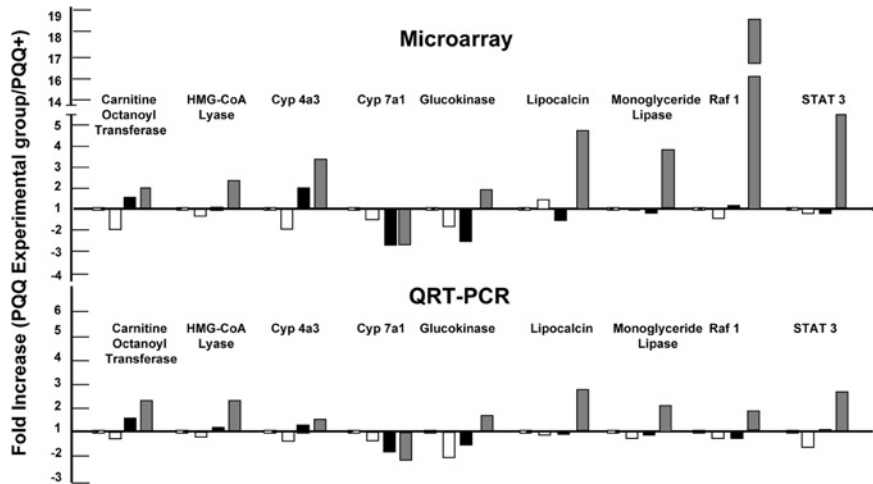 Fold Increase (PQQ Experimental group/PQQ+)
Microarray
19
18
17
16
14
5
4
3
2
1
-2
-3
-4
Carnitine
Octanoyl
Transferase
HMG-CoA
Lyase
Cyp 4a3
Cyp 7a1
Glucokinase
Lipocalcin
Monoglyceride
Lipase
Raf 1
STAT 3
QRT-PCR
6
5
4
3
2
1
-2
-3
Carnitine
Octanoyl
Transferase
HMG-CoA
Lyase
Cyp 4a3
Cyp 7a1
Glucokinase
Lipocalcin
Monoglyceride
Lipase
Raf 1
STAT 3